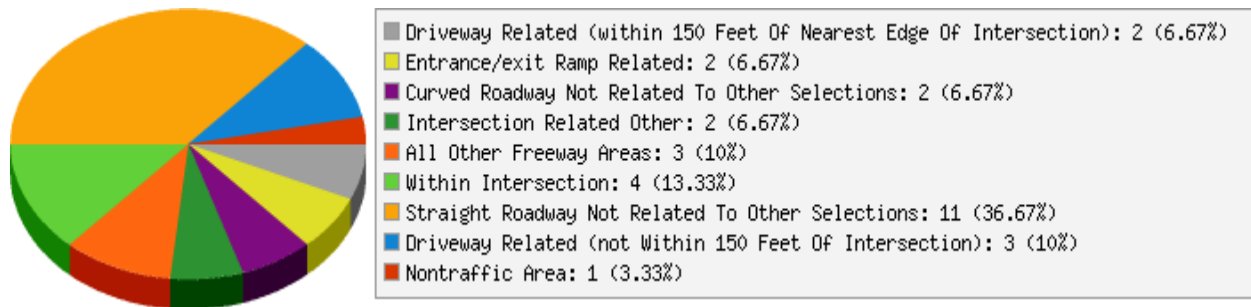 Driveway Related (within 150 Feet Of Nearest Edge Of Intersection): 2 (6.67%)
Entrance/exit Ramp Related: 2 (6.67%)
Curved Roadway Not Related To Other Selections: 2 (6.67%)
Intersection Related Other: 2 (6.67%)
All Other Freeway Areas: 3 (10%)
Within Intersection: 4 (13.33%)
Straight Roadway Not Related To Other Selections: 11 (36.67%)
Driveway Related (not Within 150 Feet Of Intersection): 3 (10%)
Nontraffic Area: 1 (3.33%)